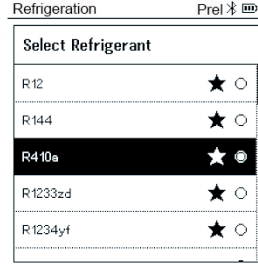 Refrigeration Prel
Select Refrigerant
R12
R144
R410a
R1233zd
R1234yf